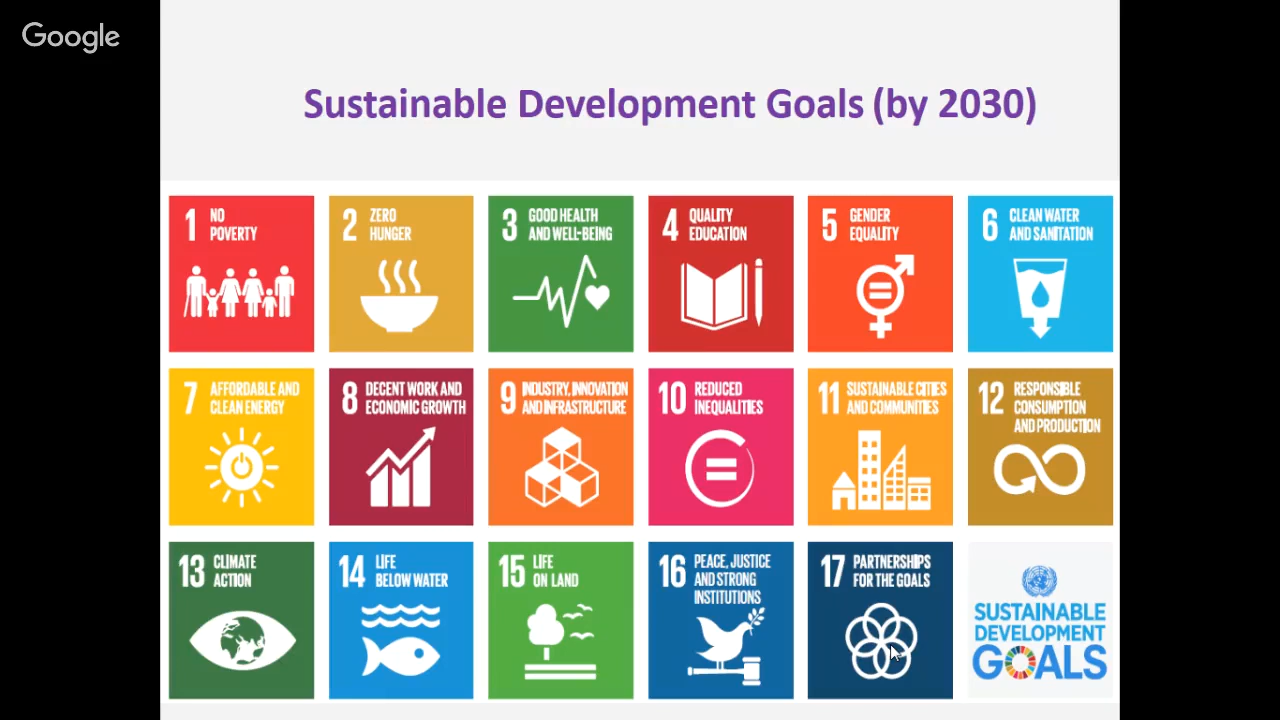 Google
Sustainable Development Goals (by 2030)
1 NO
POVERTY
2 ZERO
HUNGER
3 GOOD HEALTH
AND WELL-BEING
4 QUALITY
EDUCATION
5 GENDER
EQUALITY
6 CLEAN WATER
AND SANITATION
7 AFFORDABLE AND
CLEAN ENERGY
8 DECENT WORK AND
ECONOMIC GROWTH
9 INDUSTRY, INNOVATION
AND INFRASTRUCTURE
10 REDUCED
INEQUALITIES
11 SUSTAINABLE CITIES
AND COMMUNITIES
12 RESPONSIBLE
CONSUMPTION
AND PRODUCTION
13 CLIMATE
ACTION
14 LIFE
BELOW WATER
15 LIFE
ON LAND
16 PEACE, JUSTICE
AND STRONG
INSTITUTIONS
17 PARTNERSHIPS
FOR THE GOALS
SUSTAINABLE
DEVELOPMENT
GOALS